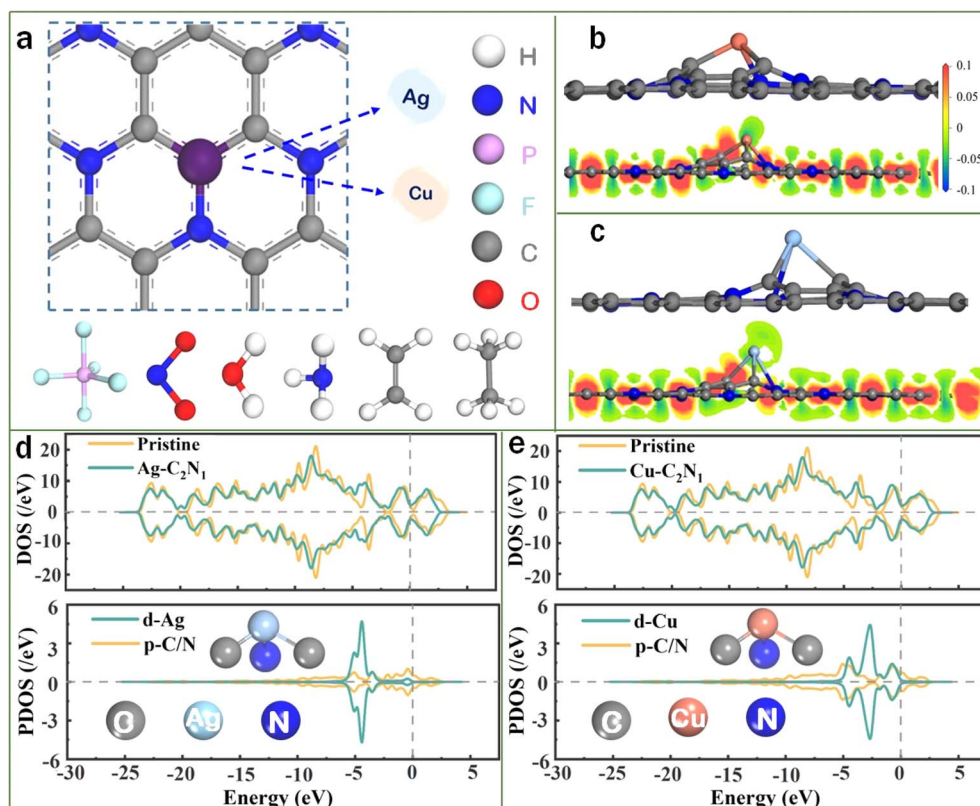 a
Ag
Cu
H
N
P
F
C
O
b
0.1
0.05
0
-0.05
-0.1
c
d
Pristine
Ag-C₂N₁
DOS (/eV)
20
10
0
-10
-20
d-Ag
p-C/N
PDOS (/eV)
6
3
0
-3
-6
C
Ag
N
-30 -25 -20 -15 -10 -5 0 5
Energy (eV)
e
Pristine
Cu-C₂N₁
DOS (/eV)
20
10
0
10
-20
d-Cu
p-C/N
PDOS (/eV)
6
3
0
-3
-6
C
Cu
N
-30 -25 -20 -15 -10 -5 0 5
Energy (eV)